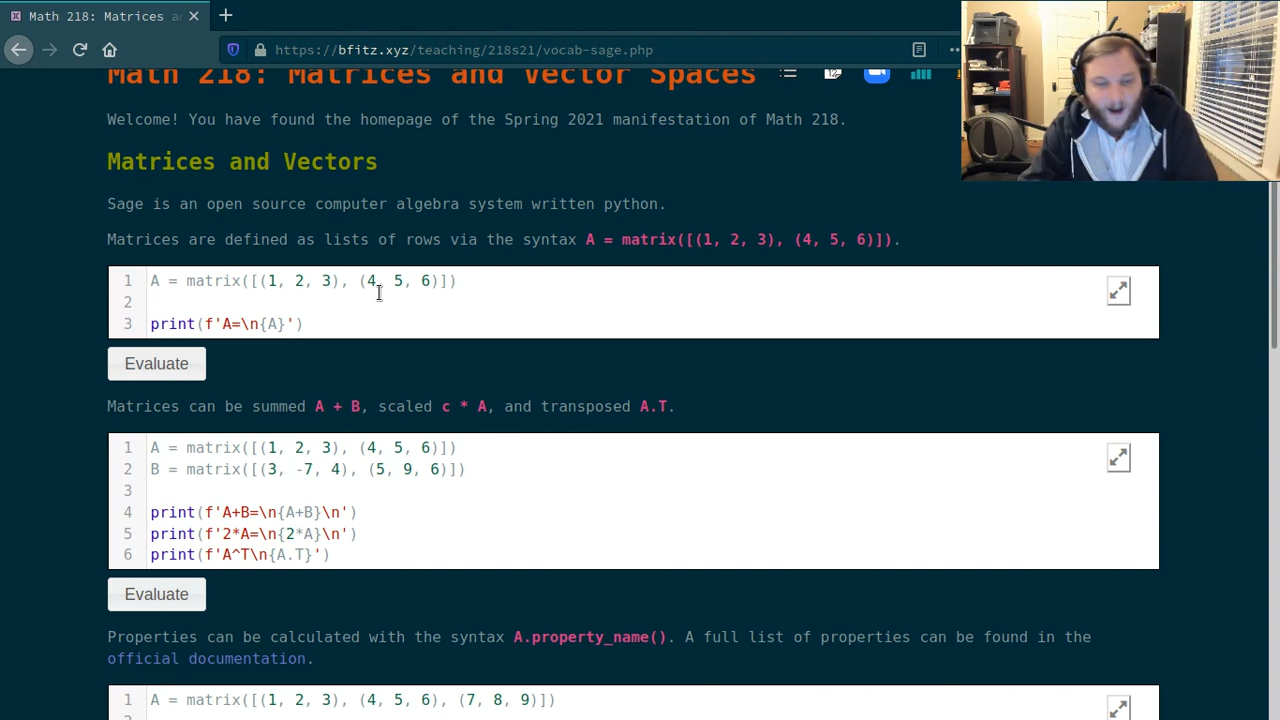 Math 218: Matrices a
https://bfitz.xyz/teaching/218s21/vocab-sage.php
Math 218: Matrices and Vector Spaces
12
Welcome! You have found the homepage of the Spring 2021 manifestation of Math 218.
Matrices and Vectors
Sage is an open source computer algebra system written python.
Matrices are defined as lists of rows via the syntax A = matrix([(1, 2, 3), (4, 5, 6)]).
1 A = matrix([(1, 2, 3), (4, 5, 6)])
2
3 print(f'A=\n{A}')
Evaluate
Matrices can be summed A + B, scaled c * A, and transposed A.T.
1 A = matrix([(1, 2, 3), (4, 5, 6)])
2 B = matrix([(3, -7, 4), (5, 9, 6)])
3
4 print(f'A+B=\n{A+B}\n')
5 print(f'2*A=\n{2*A}\n')
6 print(f'A^T\n{A.T}')
Evaluate
Properties can be calculated with the syntax A.property_name(). A full list of properties can be found in the
official documentation.
1 A = matrix([(1, 2, 3), (4, 5, 6), (7, 8, 9)])